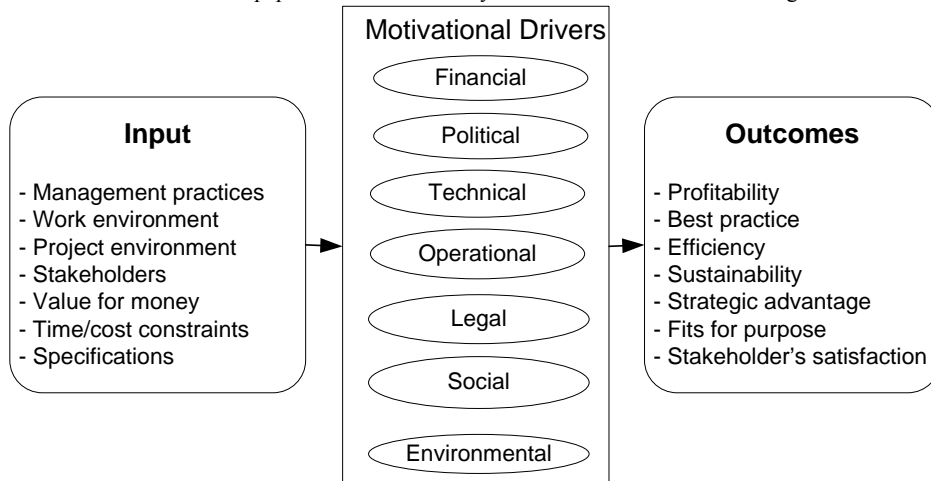 Motivational Drivers
Financial
Political
Technical
Operational
Legal
Social
Environmental
Input
- Management practices
- Work environment
- Project environment
- Stakeholders
- Value for money
- Time/cost constraints
- Specifications
Outcomes
- Profitability
- Best practice
- Efficiency
- Sustainability
- Strategic advantage
- Fits for purpose
- Stakeholder's satisfaction